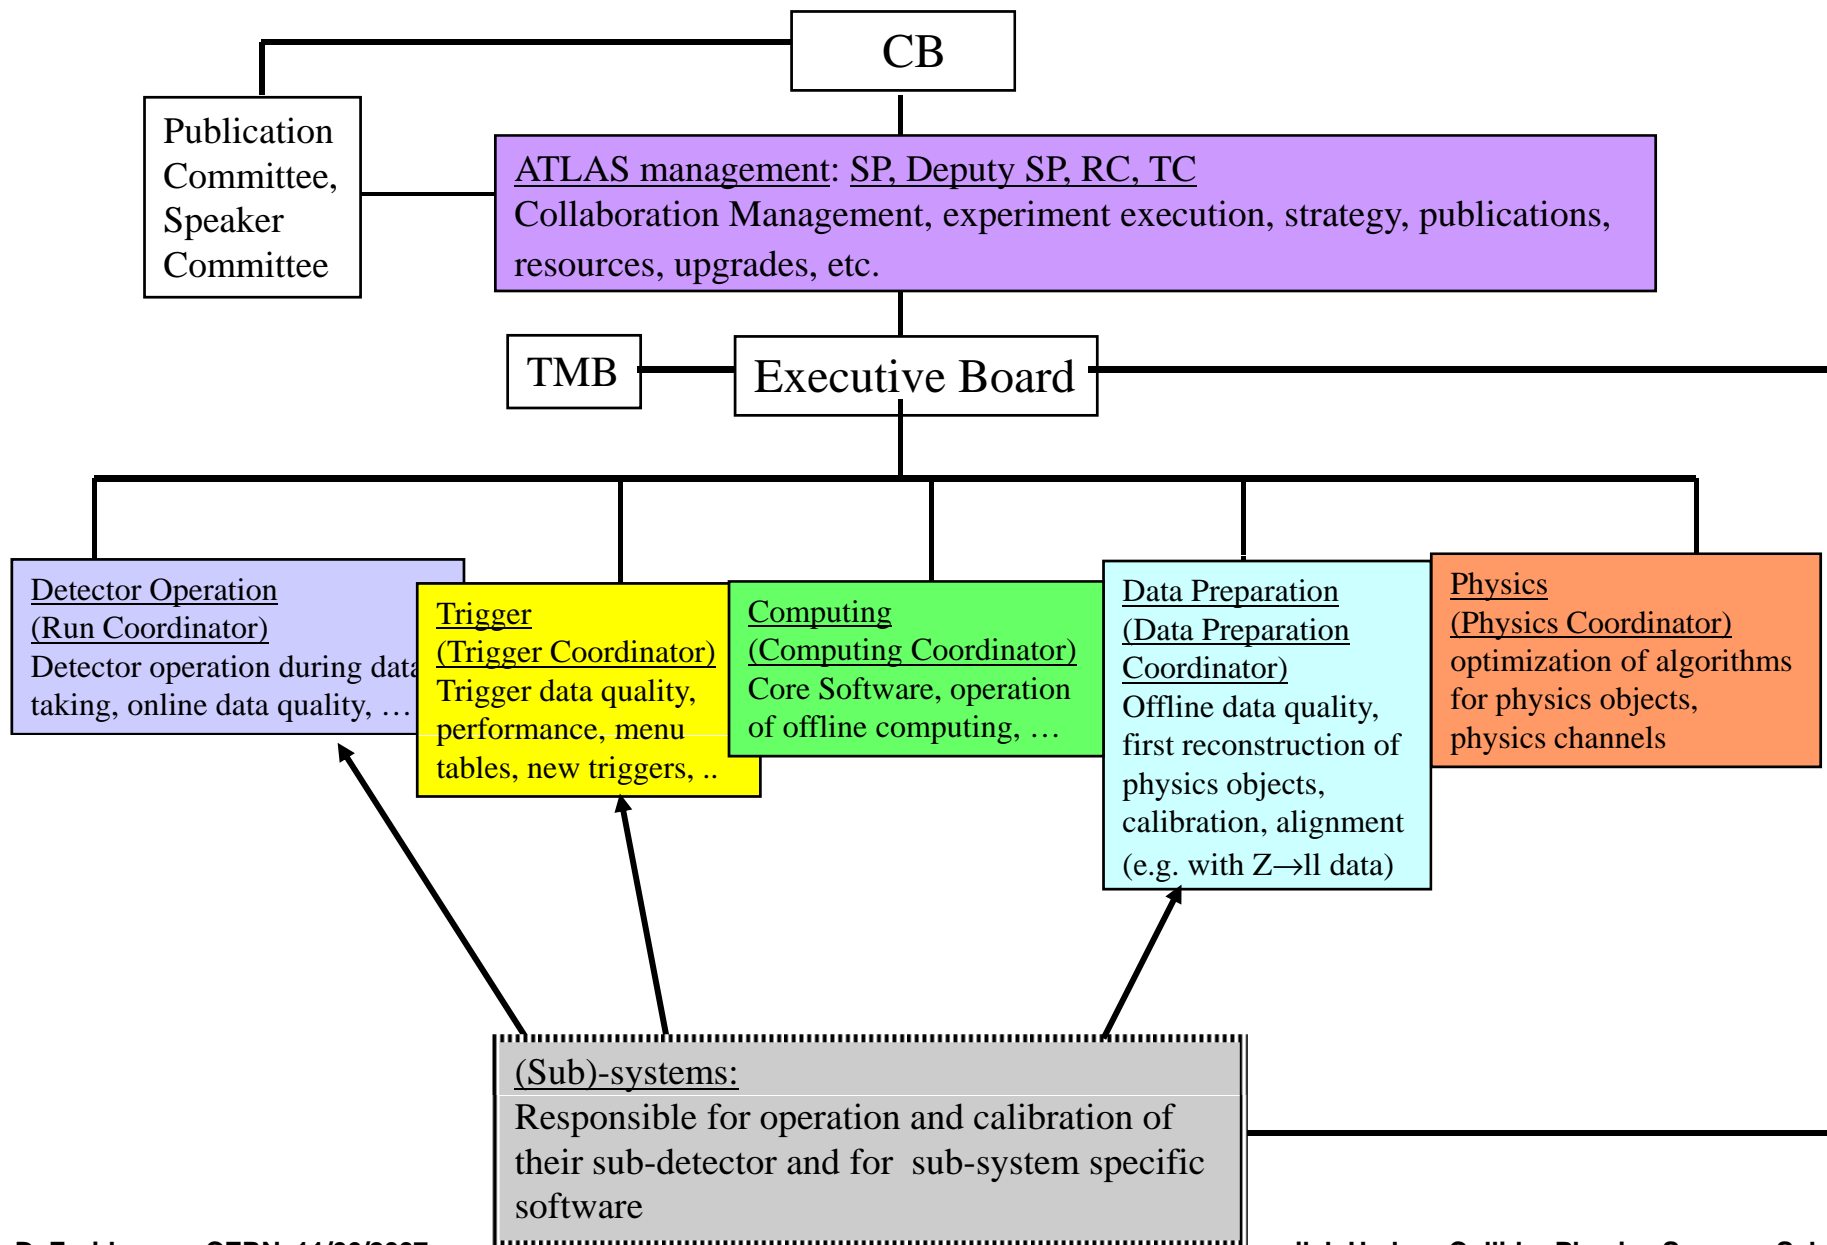 CB
Publication
Committee,
Speaker
Committee
ATLAS management: SP, Deputy SP, RC, TC
Collaboration Management, experiment execution, strategy, publications,
resources, upgrades, etc.
TMB
Executive Board
Detector Operation
(Run Coordinator)
Detector operation during data
taking, online data quality, …
Trigger
(Trigger Coordinator)
Trigger data quality,
performance, menu
tables, new triggers, ..
Computing
(Computing Coordinator)
Core Software, operation
of offline computing, …
Data Preparation
(Data Preparation
Coordinator)
Offline data quality,
first reconstruction of
physics objects,
calibration, alignment
(e.g. with Z→ll data)
Physics
(Physics Coordinator)
optimization of algorithms
for physics objects,
physics channels
(Sub)-systems:
Responsible for operation and calibration of
their sub-detector and for sub-system specific
software